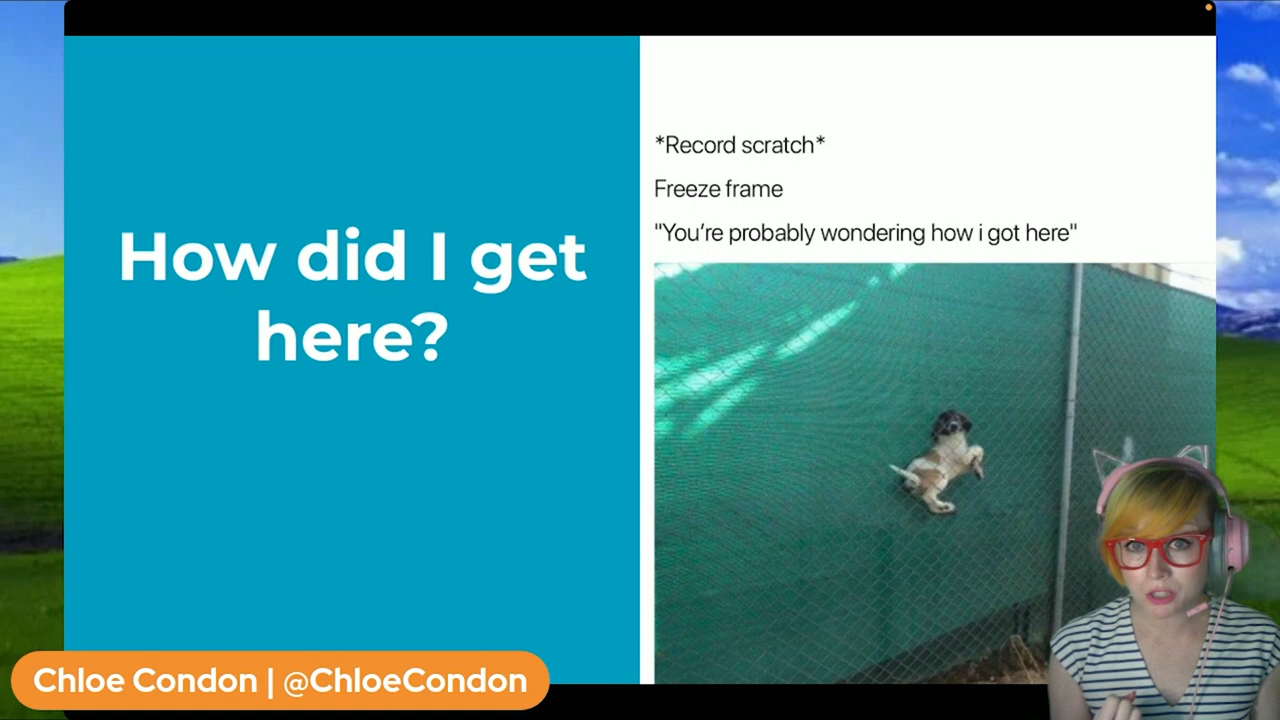 How did I get
here?
*Record scratch*
Freeze frame
"You’re probably wondering how i got here"
Chloe Condon | @ChloeCondon